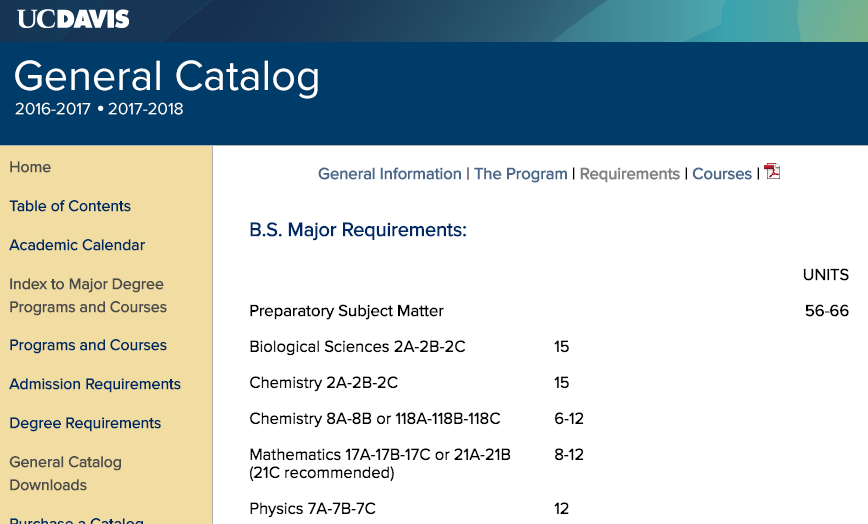 UCDAVIS
General Catalog
2016-2017 • 2017-2018
Home
Table of Contents
Academic Calendar
Index to Major Degree
Programs and Courses
Programs and Courses
Admission Requirements
Degree Requirements
General Catalog
Downloads
Purchase a Catalog
General Information | The Program | Requirements | Courses |
B.S. Major Requirements:
UNITS
Preparatory Subject Matter 56-66
Biological Sciences 2A-2B-2C 15
Chemistry 2A-2B-2C 15
Chemistry 8A-8B or 118A-118B-118C 6-12
Mathematics 17A-17B-17C or 21A-21B 8-12
(21C recommended)
Physics 7A-7B-7C 12